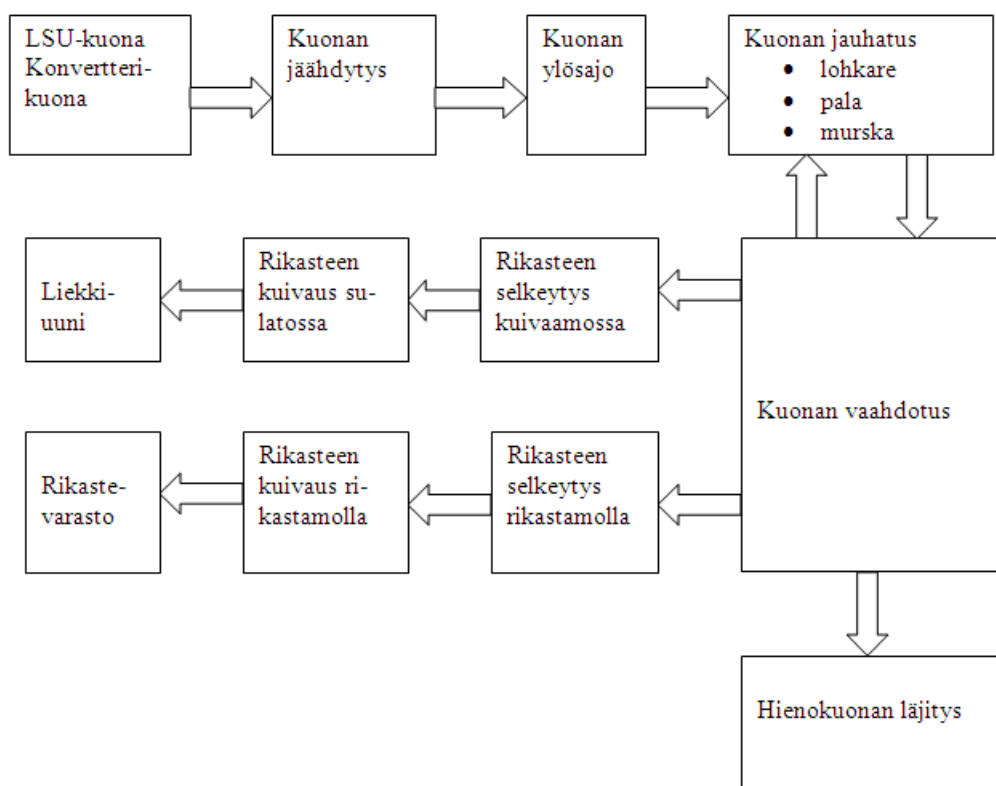 LSU-kuona
Konvertteri-
kuona
Kuonan
jäähdytys
Kuonan
ylösajo
Kuonan jauhatus
• lohkare
• pala
• murska
Liekki-
uuni
Rikasteen
kuivaus su-
latossa
Rikasteen
selkeytys
kuivaamossa
Kuonan vaahdotus
Rikaste-
varasto
Rikasteen
kuivaus ri-
kastamolla
Rikasteen
selkeytys
rikastamolla
Hienokuonan läjitys